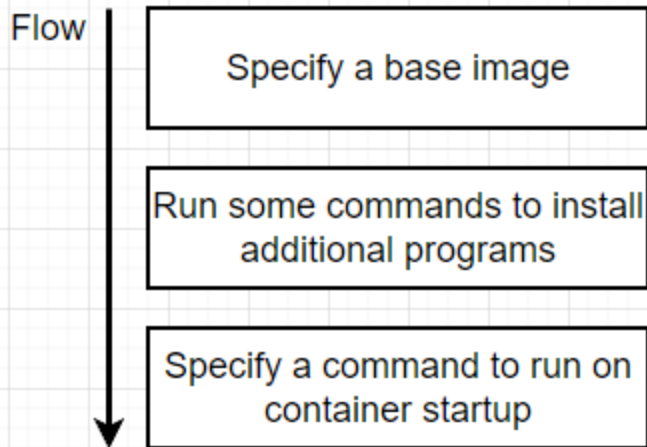 Flow
Specify a base image
Run some commands to install
additional programs
Specify a command to run on
container startup